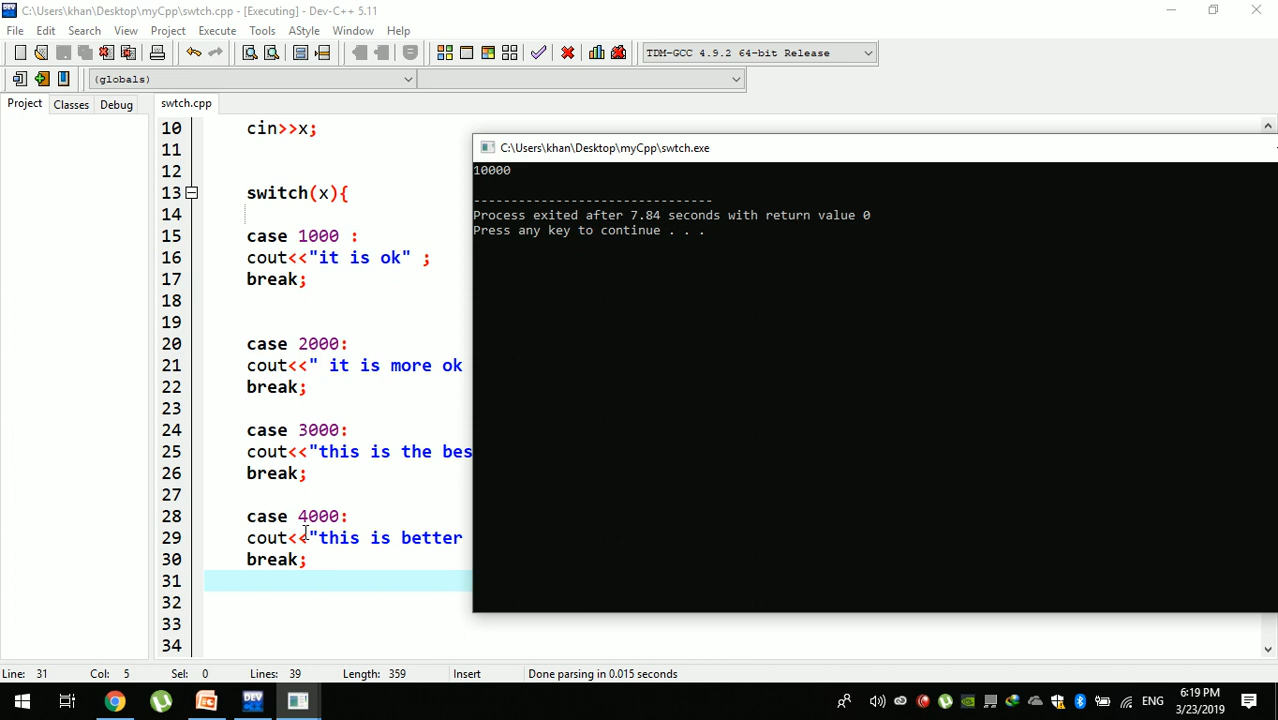 C:\Users\khan\Desktop\myCpp\swtch.cpp - [Executing] - Dev-C++ 5.11
File Edit Search View Project Execute Tools AStyle Window Help
TDM-GCC 4.9.2 64-bit Release
(globals)
Project Classes Debug swtch.cpp
10 cin>>x;
11
12
13 switch(x){
14
15 case 1000 :
16 cout<<"it is ok" ;
17 break;
18
19
20 case 2000:
21 cout<<" it is more ok
22 break;
23
24 case 3000:
25 cout<<"this is the bes
26 break;
27
28 case 4000:
29 cout<<"this is better
30 break;
31
32
33
34
C:\Users\khan\Desktop\myCpp\swtch.exe
10000
--------------------------------
Process exited after 7.84 seconds with return value 0
Press any key to continue . . .
Line: 31 Col: 5 Sel: 0 Lines: 39 Length: 359 Insert Done parsing in 0.015 seconds
DEV
ENG
6:19 PM
3/23/2019